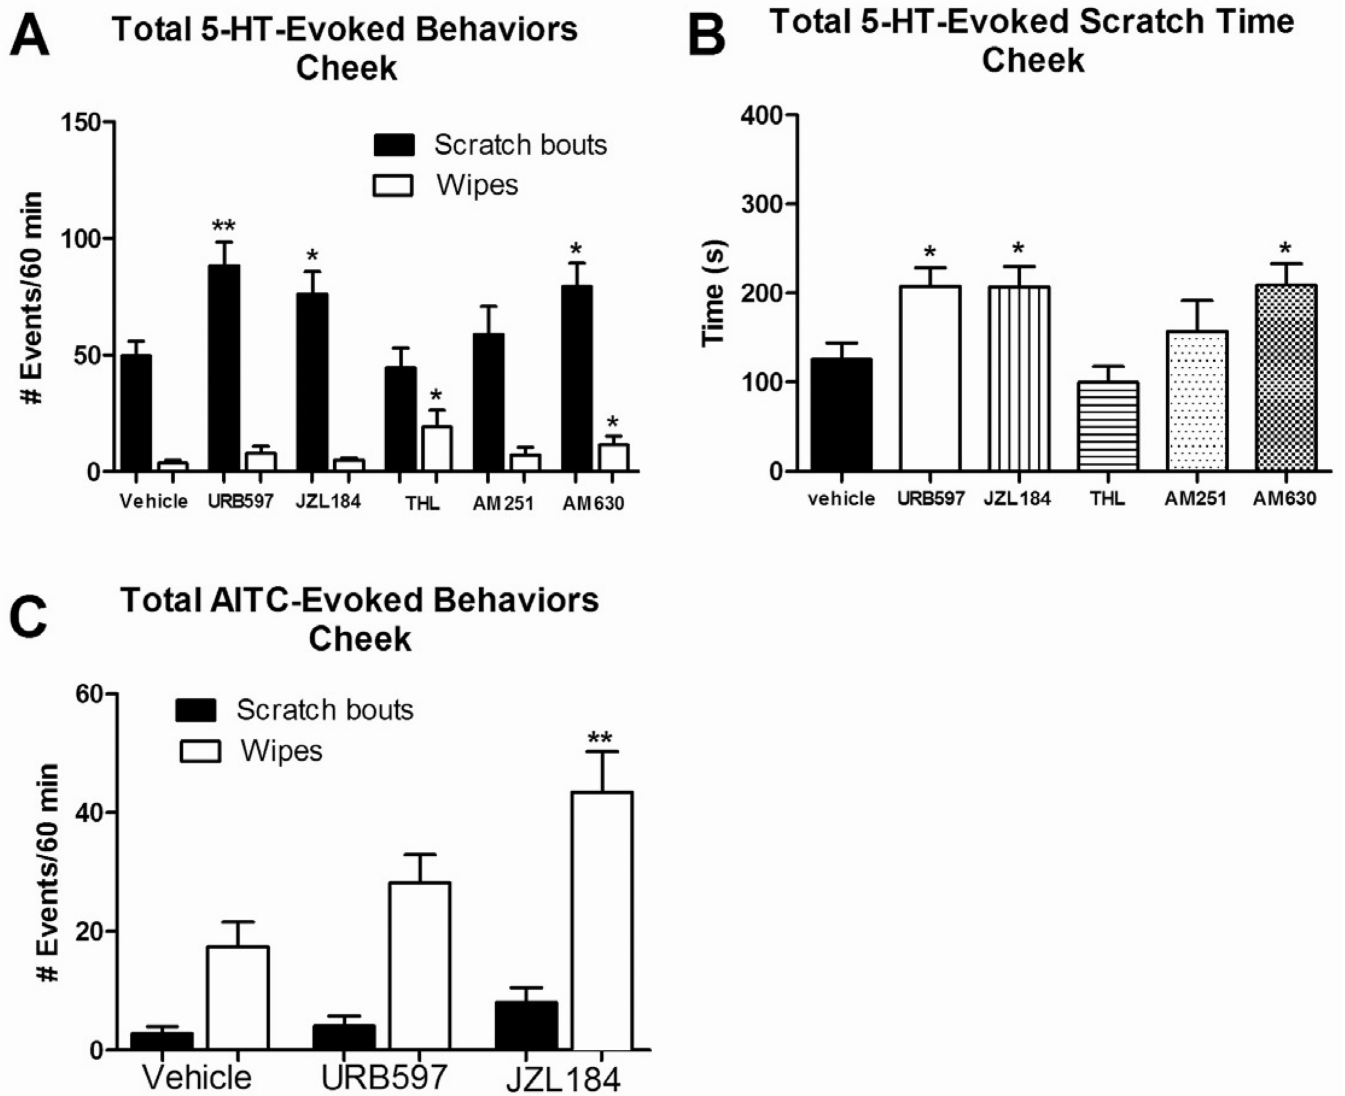 A
Total 5-HT-Evoked Behaviors
Cheek
# Events/60 min
150
100
50
0
Scratch bouts
Wipes
**
*
*
*
*
Vehicle URB597 JZL184 THL AM251 AM630
B
Total 5-HT-Evoked Scratch Time
Cheek
Time (s)
400
300
200
100
0
*
*
*
vehicle URB597 JZL184 THL AM251 AM630
C
Total AITC-Evoked Behaviors
Cheek
# Events/60 min
60
40
20
0
Scratch bouts
Wipes
**
Vehicle URB597 JZL184